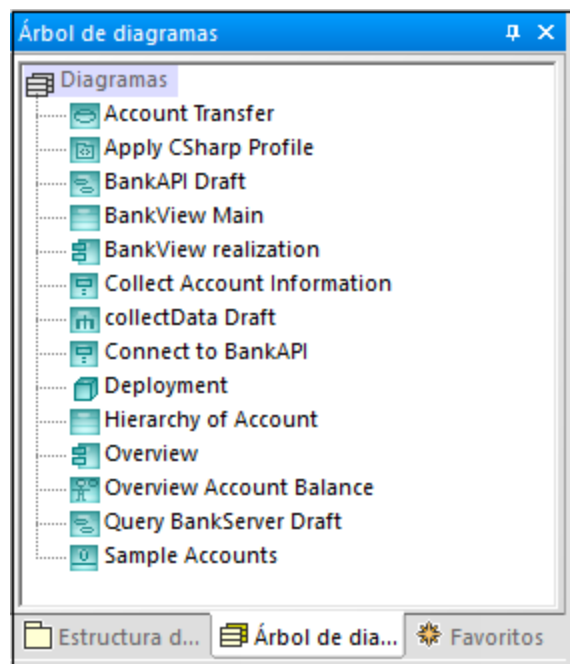 Árbol de diagramas
Diagramas
Account Transfer
Apply CSharp Profile
BankAPI Draft
BankView Main
BankView realization
Collect Account Information
collectData Draft
Connect to BankAPI
Deployment
Hierarchy of Account
Overview
Overview Account Balance
Query BankServer Draft
Sample Accounts
Estructura d... Árbol de dia... Favoritos